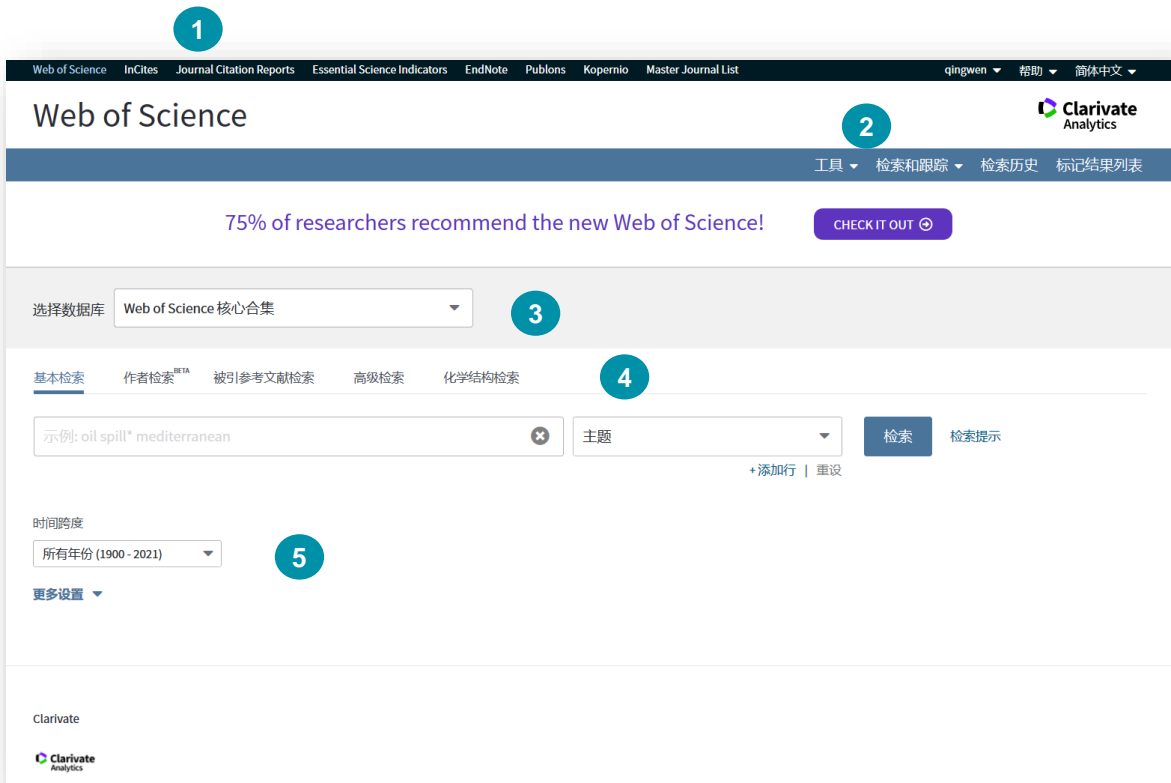 1
Web of Science InCites Journal Citation Reports Essential Science Indicators EndNote Publons Kopernio Master Journal List qingwen 帮助 简体中文
Web of Science
Clarivate
Analytics
2
工具 检索和跟踪 检索历史 标记结果列表
75% of researchers recommend the new Web of Science! CHECK IT OUT
选择数据库 Web of Science 核心合集
3
基本检索 作者检索BETA 被引参考文献检索 高级检索 化学结构检索
4
示例: oil spill* mediterranean 主题 检索 检索提示
+添加行 | 重设
时间跨度
所有年份 (1900 - 2021)
5
更多设置
Clarivate
Clarivate
Analytics